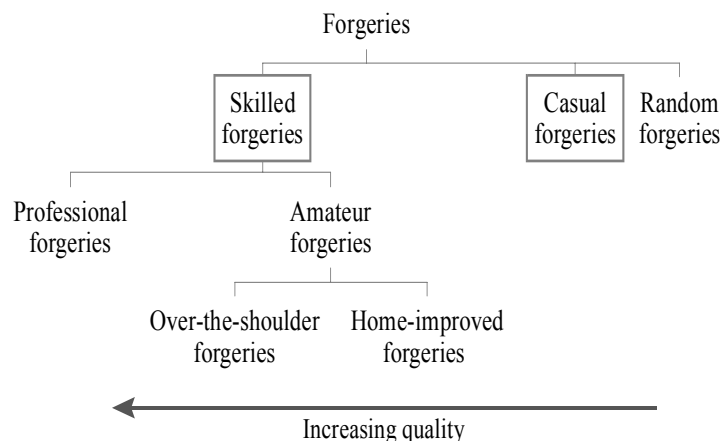 Forgeries
Skilled
forgeries
Casual
forgeries
Random
forgeries
Professional
forgeries
Amateur
forgeries
Over-the-shoulder
forgeries
Home-improved
forgeries
Increasing quality